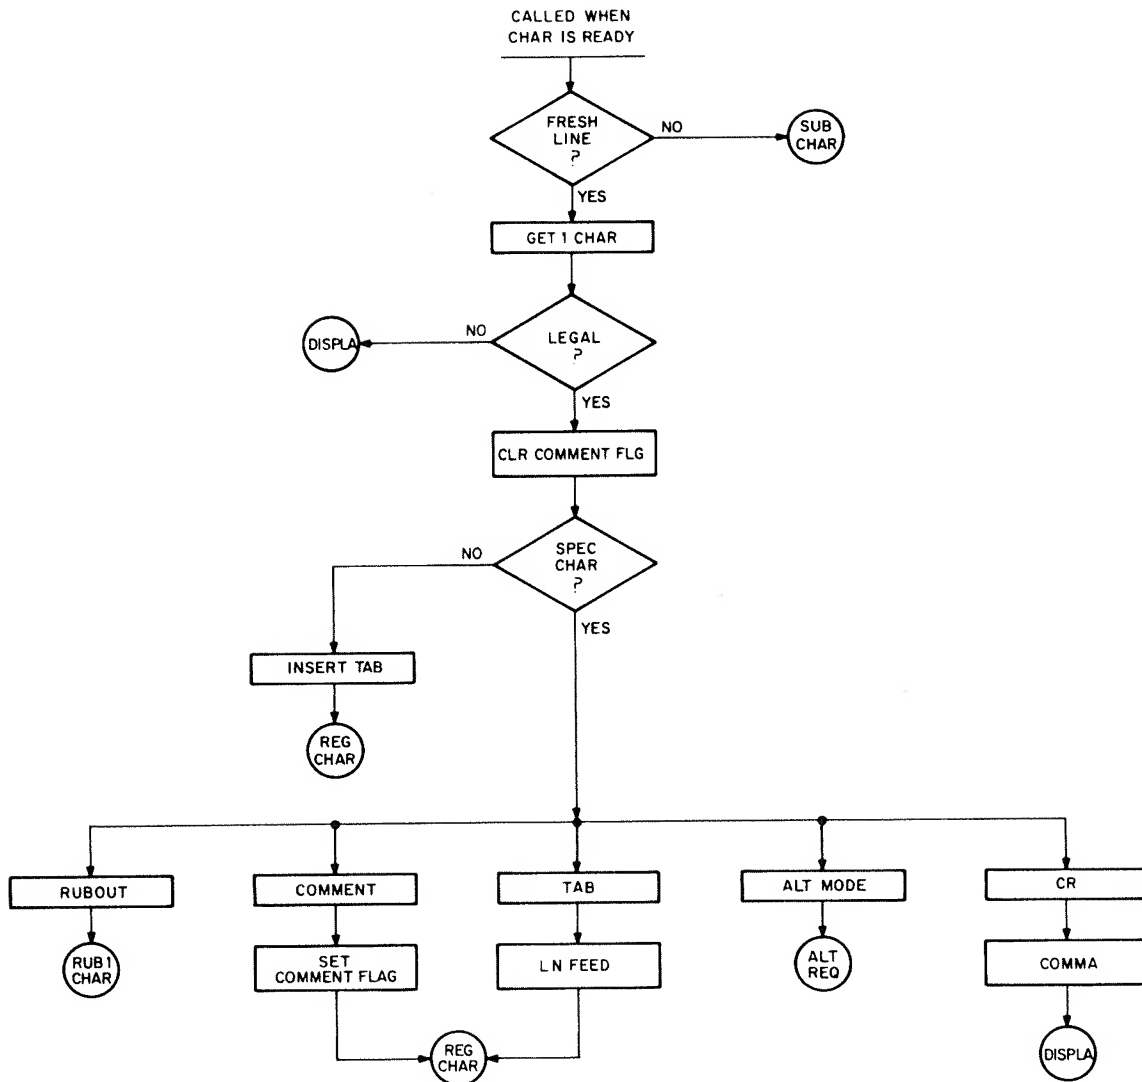 CALLED WHEN
CHAR IS READY
FRESH
LINE
?
NO
SUB
CHAR
YES
GET 1 CHAR
LEGAL
?
NO
DISPLA
YES
CLR COMMENT FLG
SPEC
CHAR
?
NO
YES
INSERT TAB
REG
CHAR
RUBOUT
COMMENT
TAB
ALT MODE
CR
RUB 1
CHAR
SET
COMMENT FLAG
LN FEED
ALT
REQ
COMMA
REG
CHAR
DISPLA